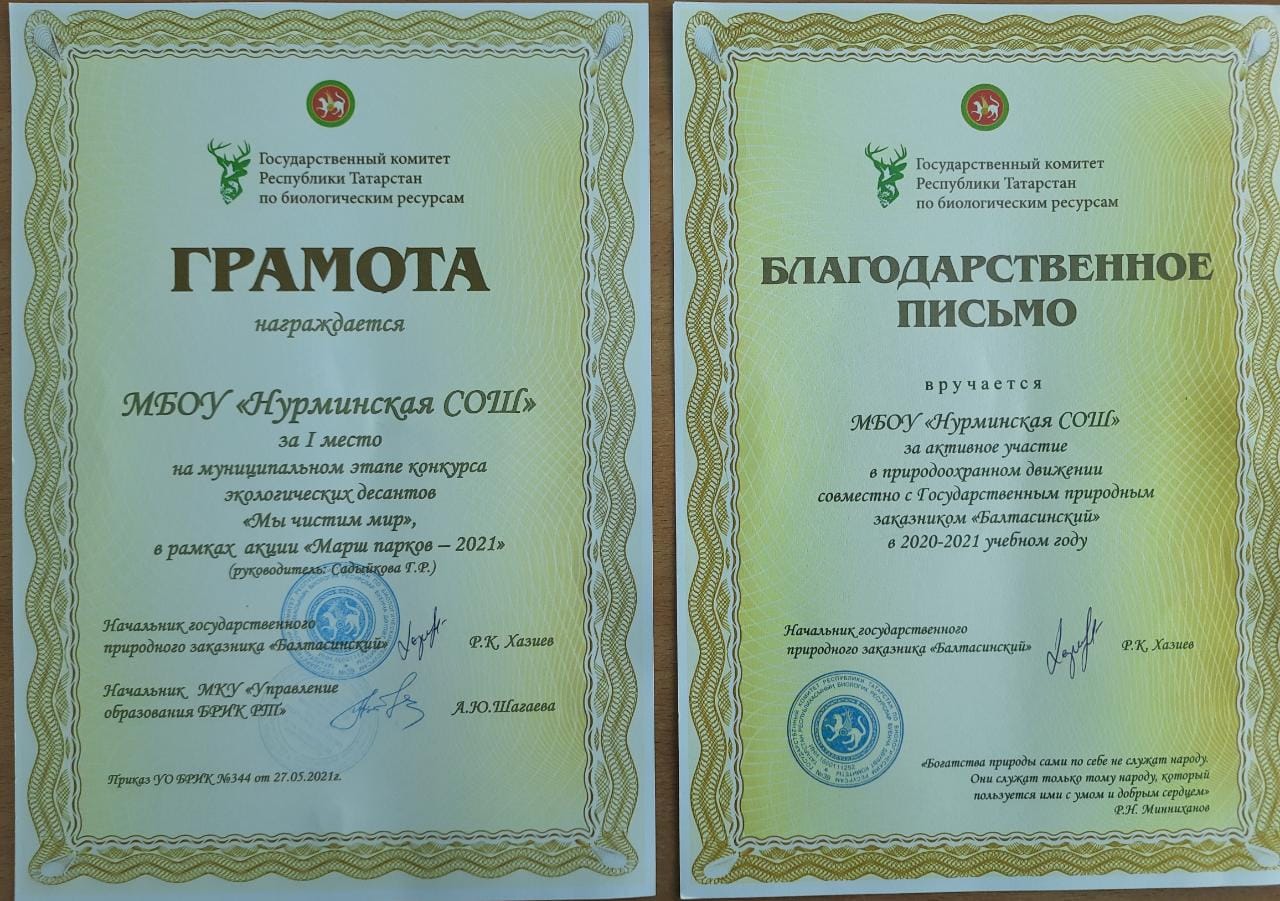 Государственный комитет
Республики Татарстан
по биологическим ресурсам
ГРАМОТА
награждается
МБОУ «Нурминская СОШ»
за I место
на муниципальном этапе конкурса
экологических десантов
«Мы чистим мир»,
в рамках акции «Марш парков – 2021»
(руководитель: Садыйкова Г.Р.)
Начальник государственного
природного заказника «Балтасинский»
Р.К. Хазиев
Начальник МКУ «Управление
образования БРИК РТ»
А.Ю.Шагаева
Приказ УО БРИК №344 от 27.05.2021г.
Государственный комитет
Республики Татарстан
по биологическим ресурсам
БЛАГОДАРСТВЕННОЕ
ПИСЬМО
вручается
МБОУ «Нурминская СОШ»
за активное участие
в природоохранном движении
совместно с Государственным природным
заказником «Балтасинский»
в 2020-2021 учебном году
Начальник государственного
природного заказника «Балтасинский»
Р.К. Хазиев
«Богатства природы сами по себе не служат народу.
Они служат только тому народу, который
пользуется ими с умом и добрым сердцем»
Р.Н. Минниханов